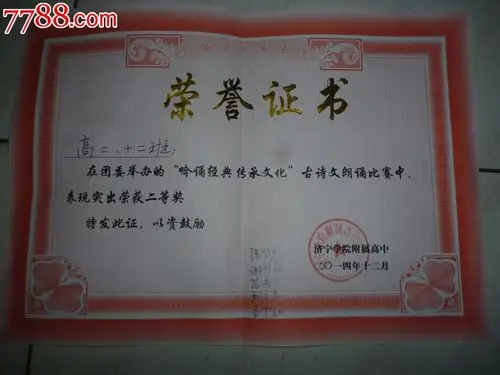 7788.com
荣誉证书
高二.十二班:
在团委举办的“吟诵经典传承文化”古诗文朗诵比赛中,
表现突出荣获二等奖
特发此证,以资鼓励
济宁学院附属高中
二〇一四年十二月